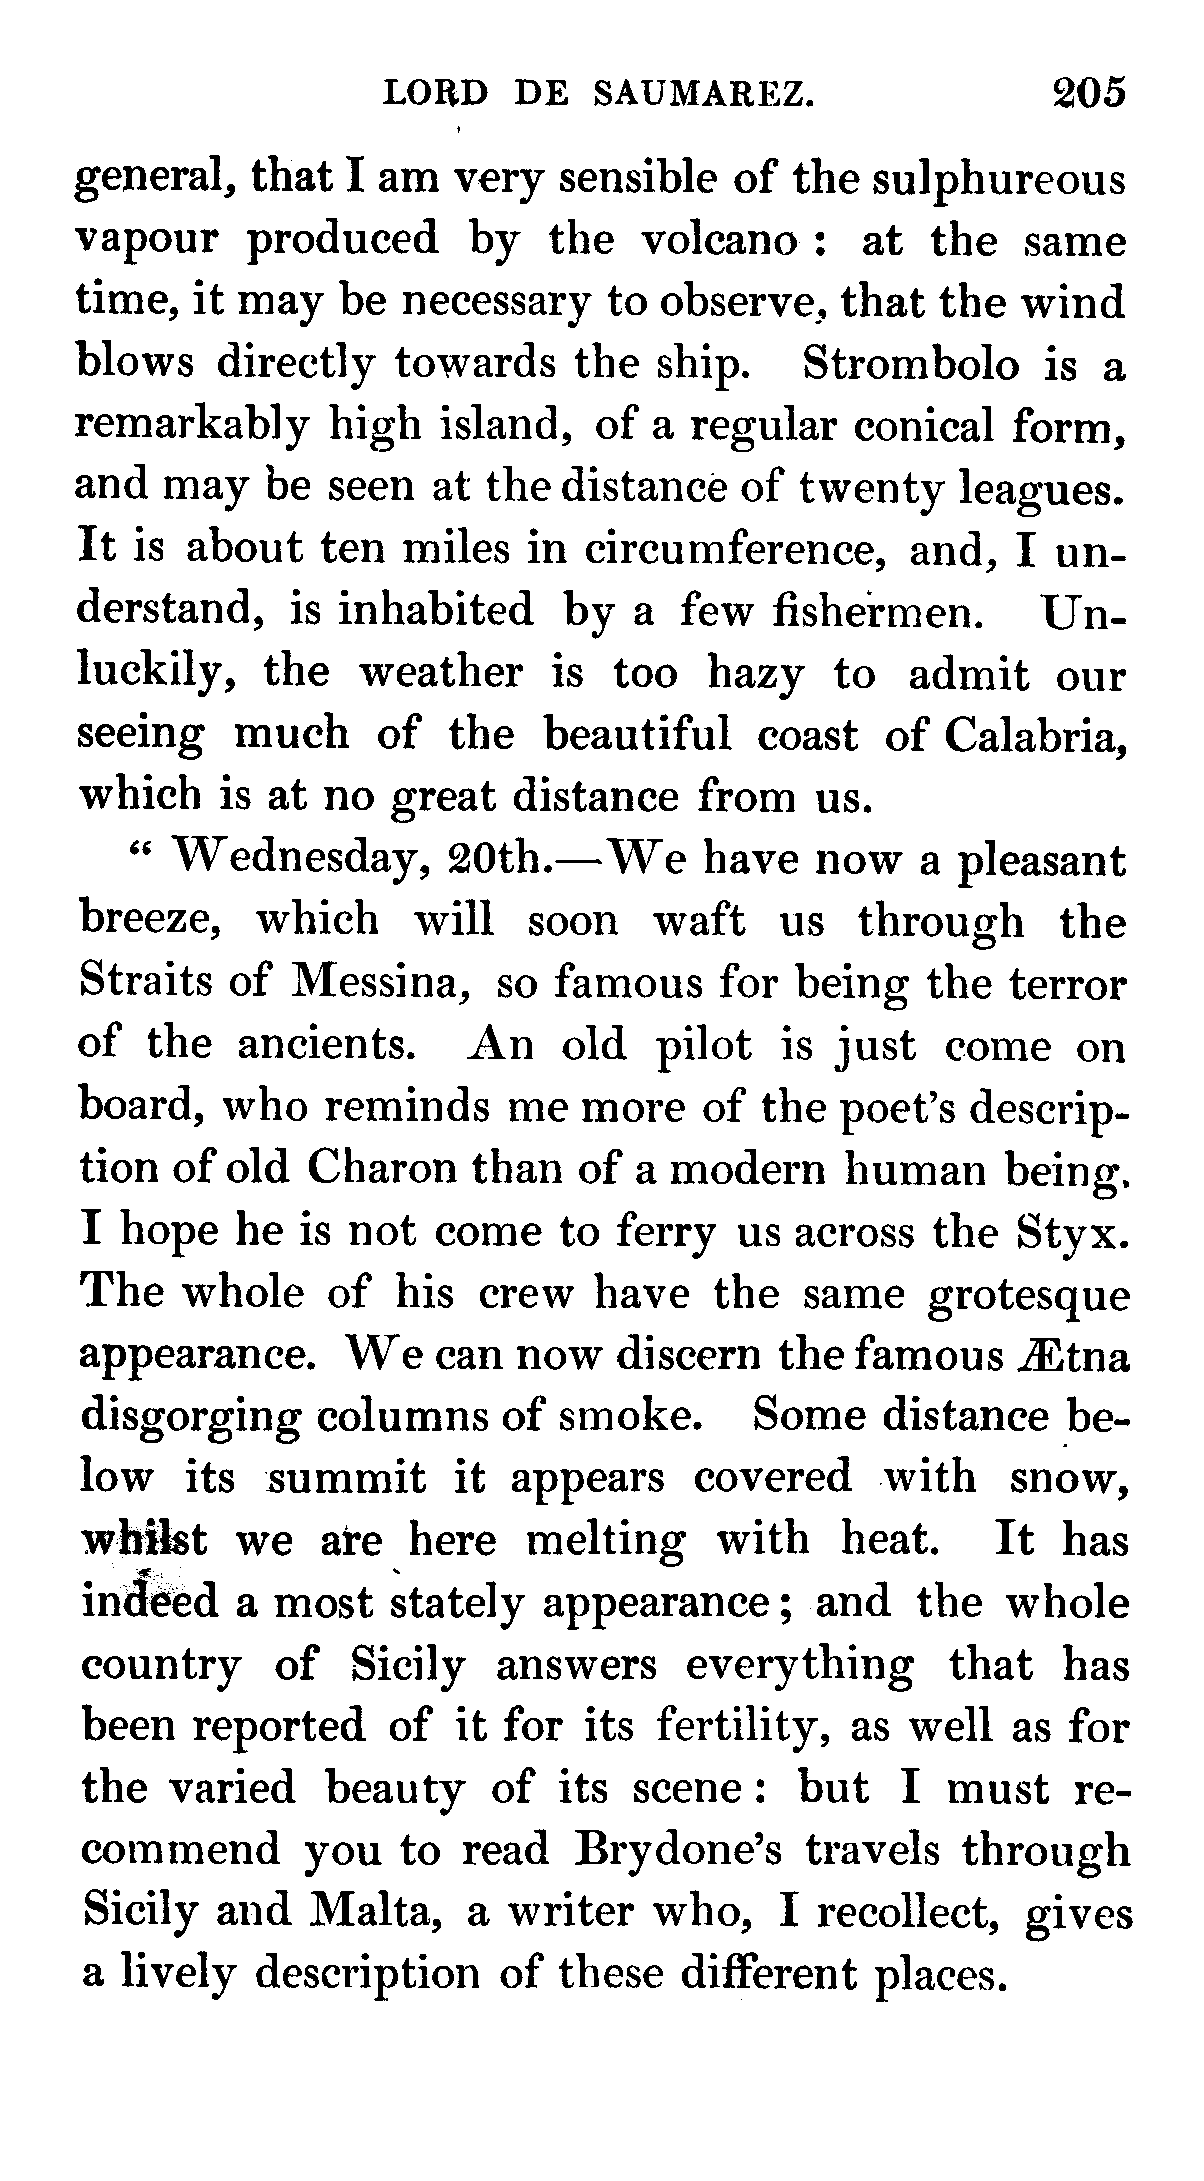 LORD DE SAUMAREZ. 205
general, that I am very sensible of the sulphureous
vapour produced by the volcano : at the same
time, it may be necessary to observe, that the wind
blows directly towards the ship. Strombolo is a
remarkably high island, of a regular conical form,
and may be seen at the distance of twenty leagues.
It is about ten miles in circumference, and, I un-
derstand, is inhabited by a few fishermen. Un-
luckily, the weather is too hazy to admit our
seeing much of the beautiful coast of Calabria,
which is at no great distance from us.
“ Wednesday, 20th.—We have now a pleasant
breeze, which will soon waft us through the
Straits of Messina, so famous for being the terror
of the ancients. An old pilot is just come on
board, who reminds me more of the poet’s descrip-
tion of old Charon than of a modern human being.
I hope he is not come to ferry us across the Styx.
The whole of his crew have the same grotesque
appearance. We can now discern the famous Ætna
disgorging columns of smoke. Some distance be-
low its summit it appears covered with snow,
whilst we are here melting with heat. It has
indeed a most stately appearance ; and the whole
country of Sicily answers everything that has
been reported of it for its fertility, as well as for
the varied beauty of its scene : but I must re-
commend you to read Brydone’s travels through
Sicily and Malta, a writer who, I recollect, gives
a lively description of these different places.